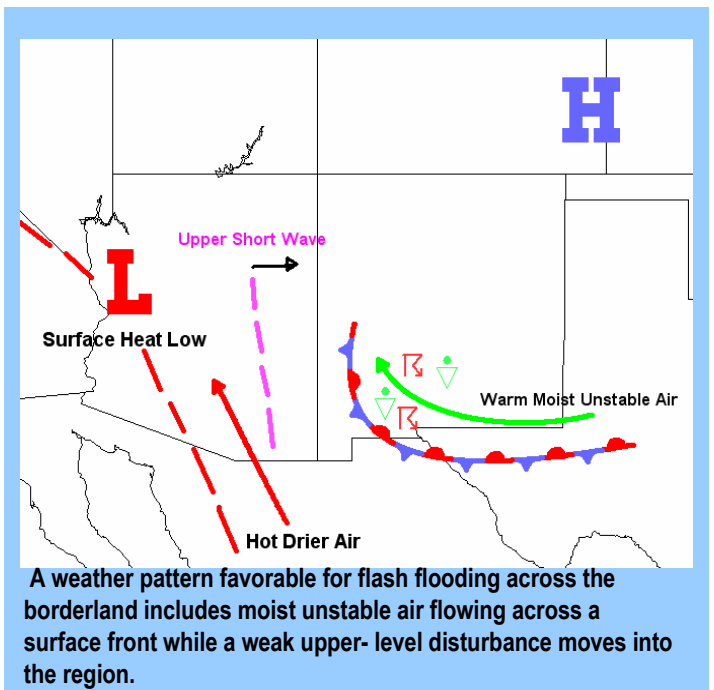 H
Upper Short Wave
L
Surface Heat Low
Warm Moist Unstable Air
Hot Drier Air
A weather pattern favorable for flash flooding across the
borderland includes moist unstable air flowing across a
surface front while a weak upper- level disturbance moves into
the region.